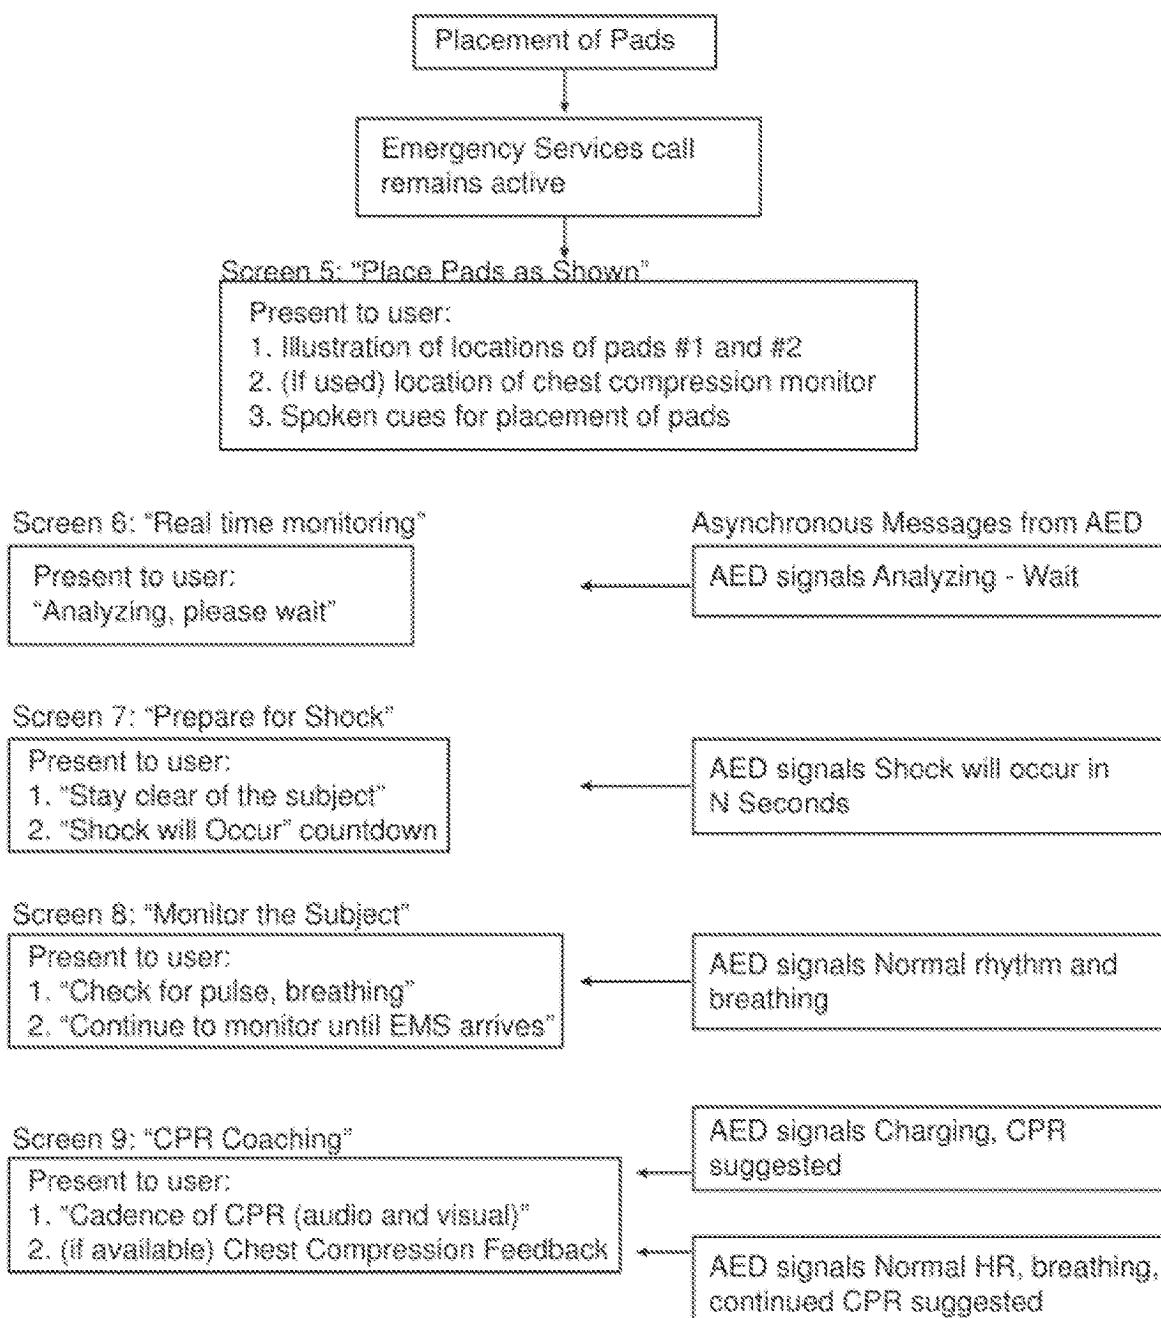 Placement of Pads
Emergency Services call
remains active
Screen 5: “Place Pads as Shown”
Present to user:
1. Illustration of locations of pads #1 and #2
2. (If used) location of chest compression monitor
3. Spoken cues for placement of pads
Screen 6: “Real time monitoring”
Present to user:
“Analyzing, please wait”
Asynchronous Messages from AED
AED signals Analyzing - Wait
Screen 7: “Prepare for Shock”
Present to user:
1. “Stay clear of the subject”
2. “Shock will Occur” countdown
AED signals Shock will occur in
N Seconds
Screen 8: “Monitor the Subject”
Present to user:
1. “Check for pulse, breathing”
2. “Continue to monitor until EMS arrives”
AED signals Normal rhythm and
breathing
Screen 9: “CPR Coaching”
Present to user:
1. “Cadence of CPR (audio and visual)”
2. (if available) Chest Compression Feedback
AED signals Charging, CPR
suggested
AED signals Normal HR, breathing,
continued CPR suggested